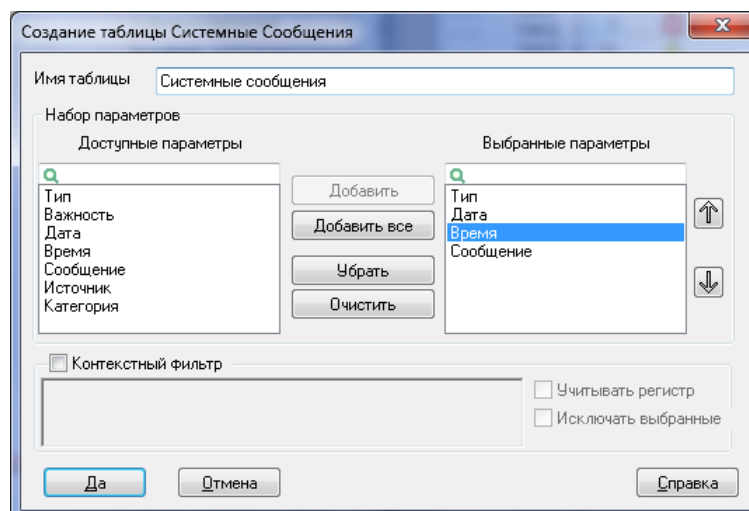 Создание таблицы Системные Сообщения
Имя таблицы
Системные сообщения
Набор параметров
Доступные параметры
Тип
Важность
Дата
Время
Сообщение
Источник
Категория
Добавить
Добавить все
Убрать
Очистить
Выбранные параметры
Тип
Дата
Время
Сообщение
Контекстный фильтр
Учитывать регистр
Исключать выбранные
Да
Отмена
Справка